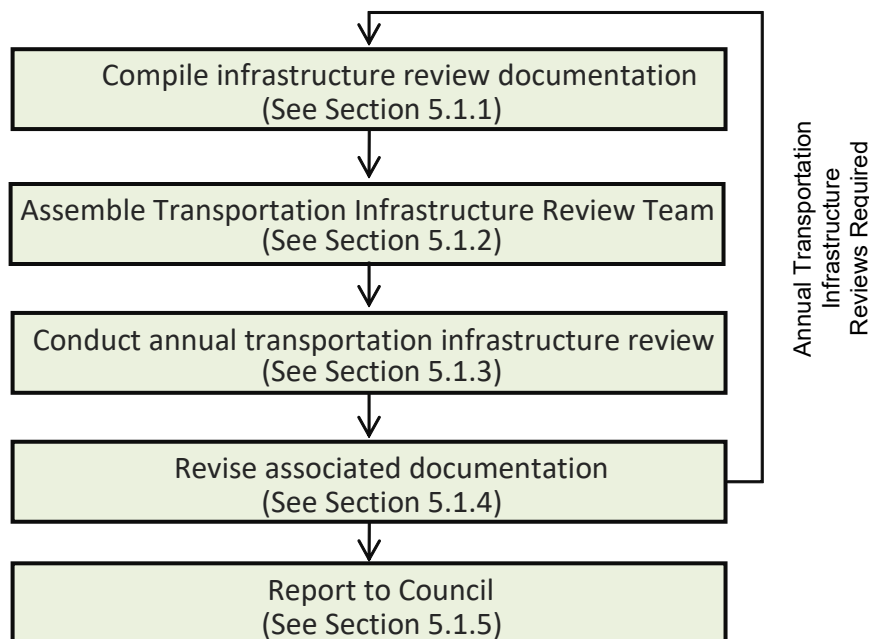 Compile infrastructure review documentation
(See Section 5.1.1)
Assemble Transportation Infrastructure Review Team
(See Section 5.1.2)
Conduct annual transportation infrastructure review
(See Section 5.1.3)
Revise associated documentation
(See Section 5.1.4)
Report to Council
(See Section 5.1.5)
Annual Transportation
Infrastructure
Reviews Required